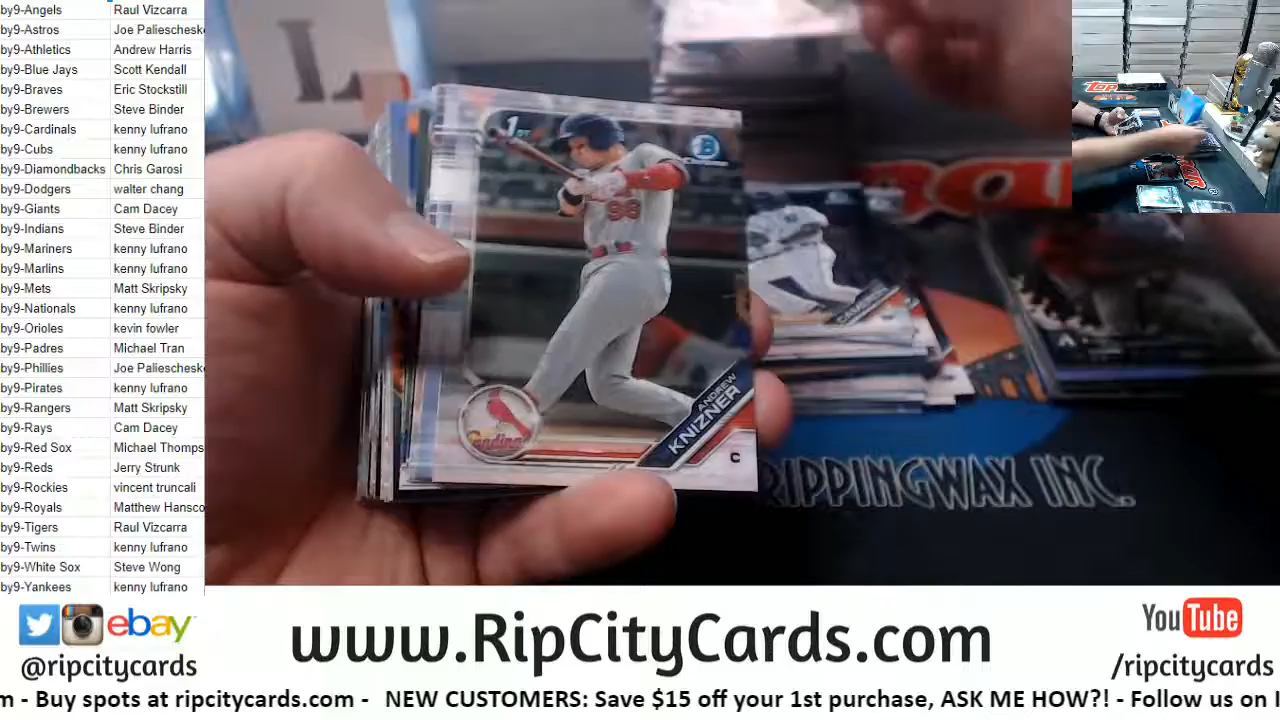 by9-Angels Raul Vizcarra
by9-Astros Joe Paliescheske
by9-Athletics Andrew Harris
by9-Blue Jays Scott Kendall
by9-Braves Eric Stockstill
by9-Brewers Steve Binder
by9-Cardinals kenny lufrano
by9-Cubs kenny lufrano
by9-Diamondbacks Chris Garosi
by9-Dodgers walter chang
by9-Giants Cam Dacey
by9-Indians Steve Binder
by9-Mariners kenny lufrano
by9-Marlins kenny lufrano
by9-Mets Matt Skripsky
by9-Nationals kenny lufrano
by9-Orioles kevin fowler
by9-Padres Michael Tran
by9-Phillies Joe Paliescheske
by9-Pirates kenny lufrano
by9-Rangers Matt Skripsky
by9-Rays Cam Dacey
by9-Red Sox Michael Thomps
by9-Reds Jerry Strunk
by9-Rockies vincent truncali
by9-Royals Matthew Hansco
by9-Tigers Raul Vizcarra
by9-Twins kenny lufrano
by9-White Sox Steve Wong
by9-Yankees kenny lufrano
1st
98
Cardinals
ANDREW
KNIZNER
C
RIPPINGWAX INC.
ebay
@ripcitycards
www.RipCityCards.com
YouTube
/ripcitycards
m - Buy spots at ripcitycards.com - NEW CUSTOMERS: Save $15 off your 1st purchase, ASK ME HOW?! - Follow us on I